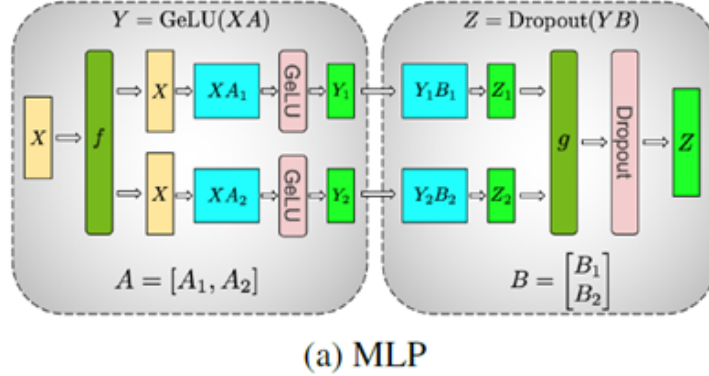 Y = GeLU(XA)
Z = Dropout(YB)
X
f
X
XA₁
GeLU
Y₁
Y₁B₁
Z₁
X
XA₂
GeLU
Y₂
Y₂B₂
Z₂
g
Dropout
Z
A = [A₁, A₂]
B = [B₁
B₂]
(a) MLP